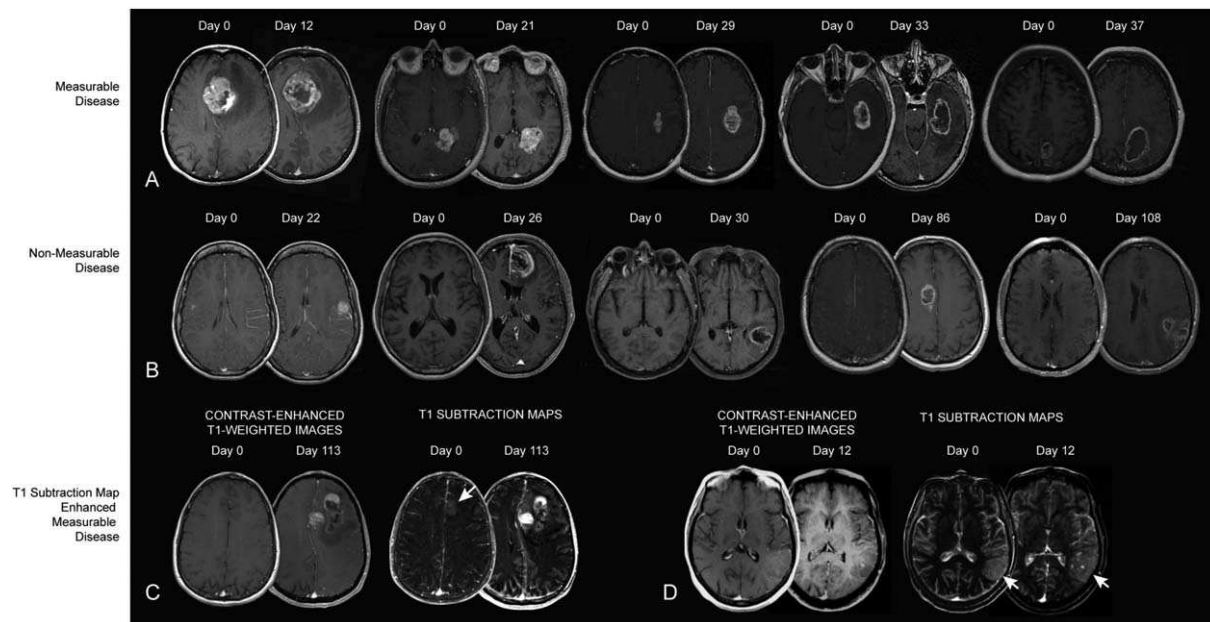 Day 0 Day 12 Day 0 Day 21 Day 0 Day 29 Day 0 Day 33 Day 0 Day 37
Measurable
Disease
A
Day 0 Day 22 Day 0 Day 26 Day 0 Day 30 Day 0 Day 86 Day 0 Day 108
Non-Measurable
Disease
B
CONTRAST-ENHANCED
T1-WEIGHTED IMAGES
T1 SUBTRACTION MAPS
CONTRAST-ENHANCED
T1-WEIGHTED IMAGES
T1 SUBTRACTION MAPS
Day 0 Day 113 Day 0 Day 113 Day 0 Day 12 Day 0 Day 12
T1 Subtraction Map
Enhanced
Measurable
Disease
C
D